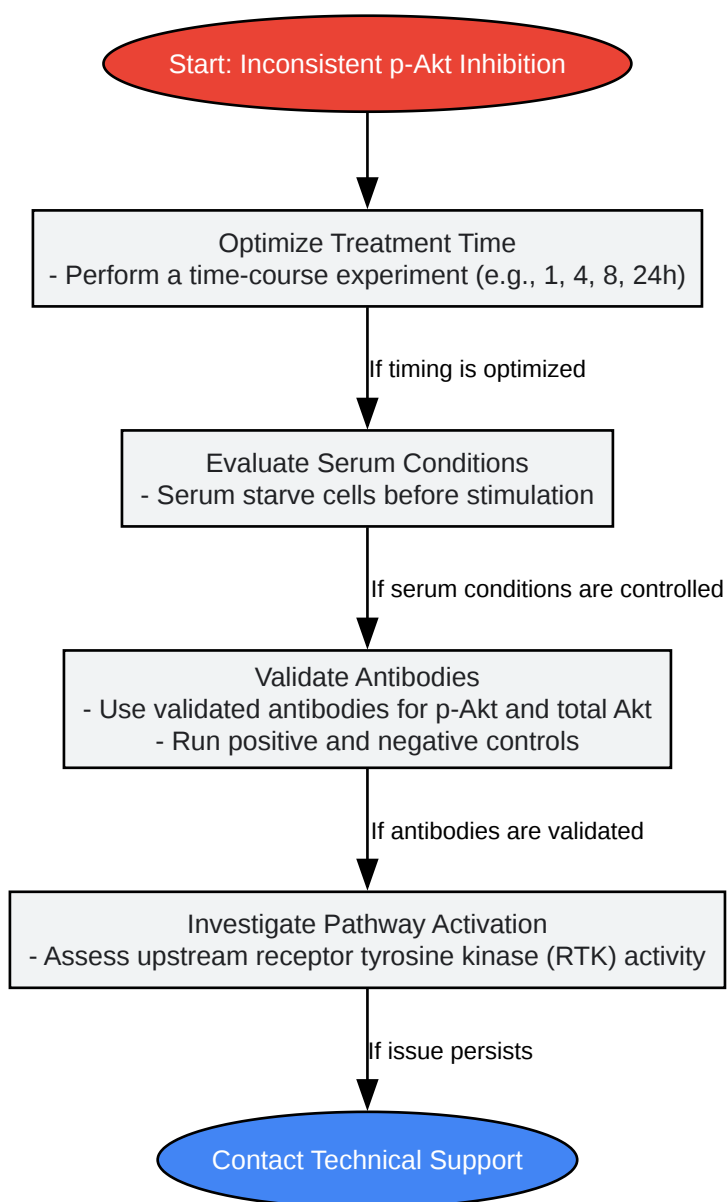 Start: Inconsistent p-Akt Inhibition
Optimize Treatment Time
- Perform a time-course experiment (e.g., 1, 4, 8, 24h)
If timing is optimized
Evaluate Serum Conditions
- Serum starve cells before stimulation
If serum conditions are controlled
Validate Antibodies
- Use validated antibodies for p-Akt and total Akt
- Run positive and negative controls
If antibodies are validated
Investigate Pathway Activation
- Assess upstream receptor tyrosine kinase (RTK) activity
If issue persists
Contact Technical Support